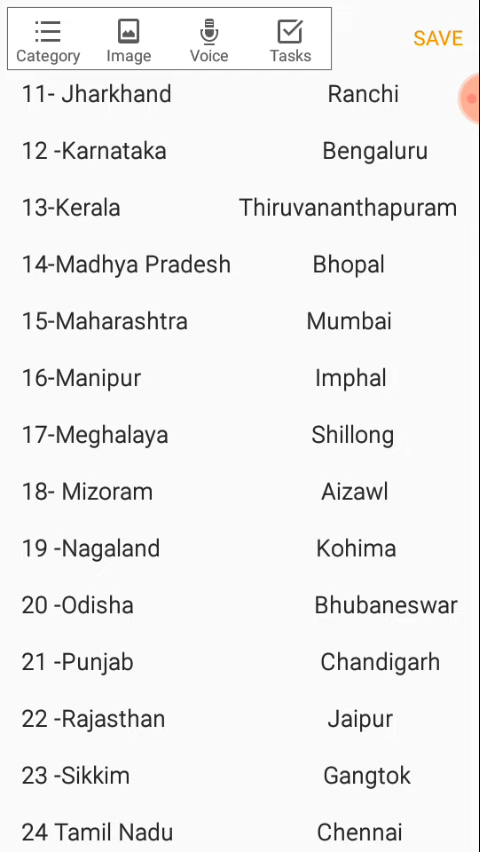 Category Image Voice Tasks SAVE
11- Jharkhand Ranchi
12 -Karnataka Bengaluru
13-Kerala Thiruvananthapuram
14-Madhya Pradesh Bhopal
15-Maharashtra Mumbai
16-Manipur Imphal
17-Meghalaya Shillong
18- Mizoram Aizawl
19 -Nagaland Kohima
20 -Odisha Bhubaneswar
21 -Punjab Chandigarh
22 -Rajasthan Jaipur
23 -Sikkim Gangtok
24 Tamil Nadu Chennai